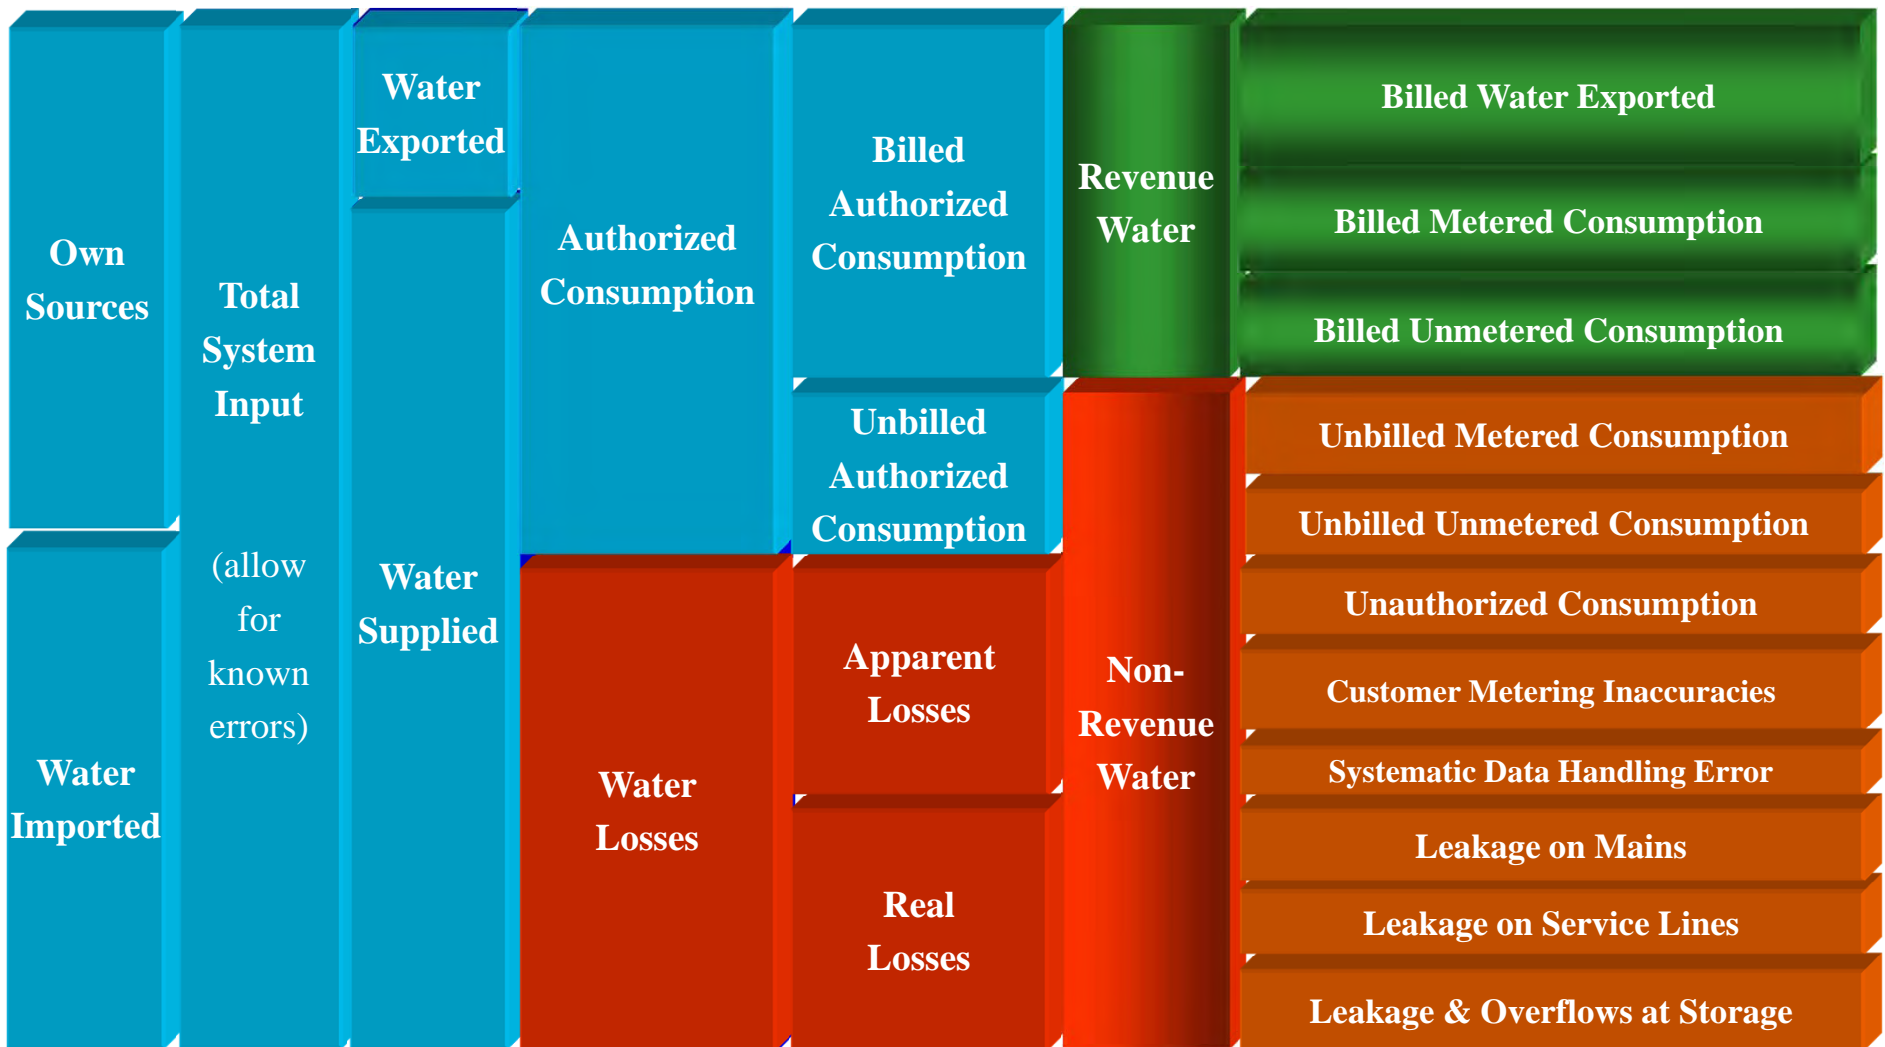 Own
Sources
Water
Imported
Total
System
Input
(allow
for
known
errors)
Water
Exported
Water
Supplied
Authorized
Consumption
Water
Losses
Billed
Authorized
Consumption
Unbilled
Authorized
Consumption
Apparent
Losses
Real
Losses
Revenue
Water
Non-
Revenue
Water
Billed Water Exported
Billed Metered Consumption
Billed Unmetered Consumption
Unbilled Metered Consumption
Unbilled Unmetered Consumption
Unauthorized Consumption
Customer Metering Inaccuracies
Systematic Data Handling Error
Leakage on Mains
Leakage on Service Lines
Leakage & Overflows at Storage